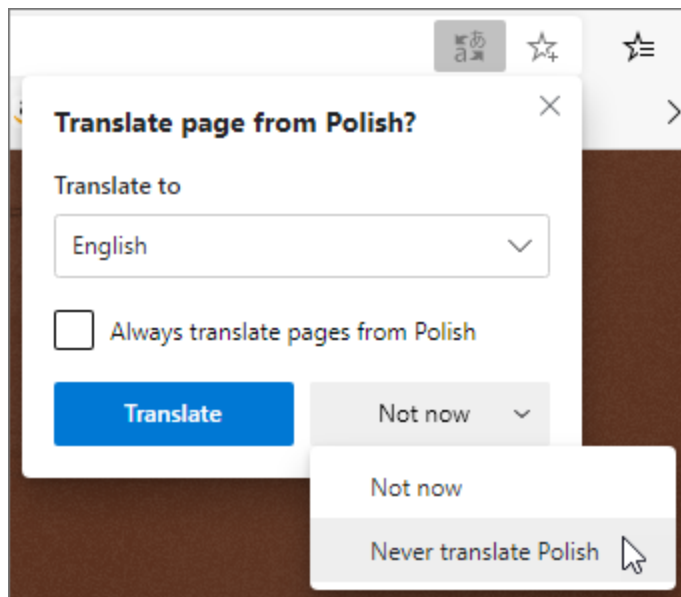 Translate page from Polish?
Translate to
English
Always translate pages from Polish
Translate
Not now
Not now
Never translate Polish